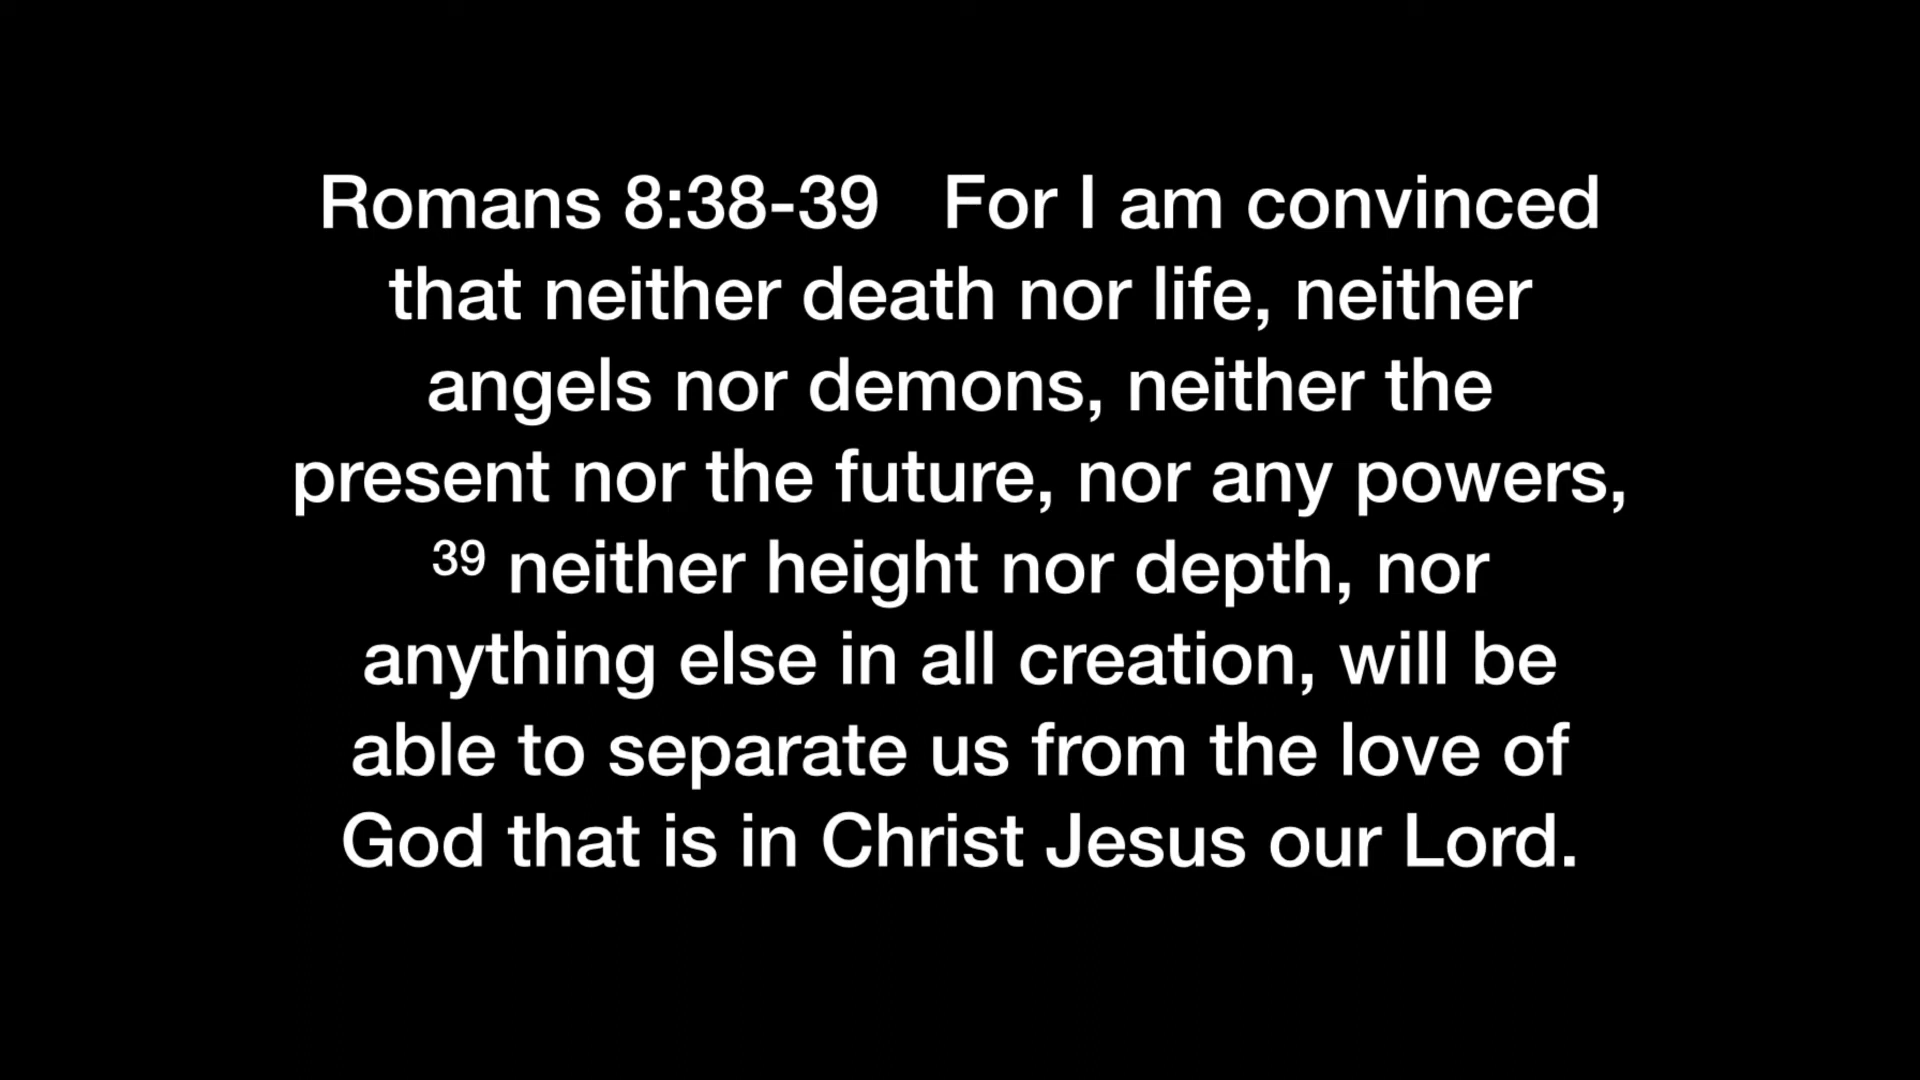 Romans 8:38-39   For I am convinced
that neither death nor life, neither
angels nor demons, neither the
present nor the future, nor any powers,
³⁹ neither height nor depth, nor
anything else in all creation, will be
able to separate us from the love of
God that is in Christ Jesus our Lord.